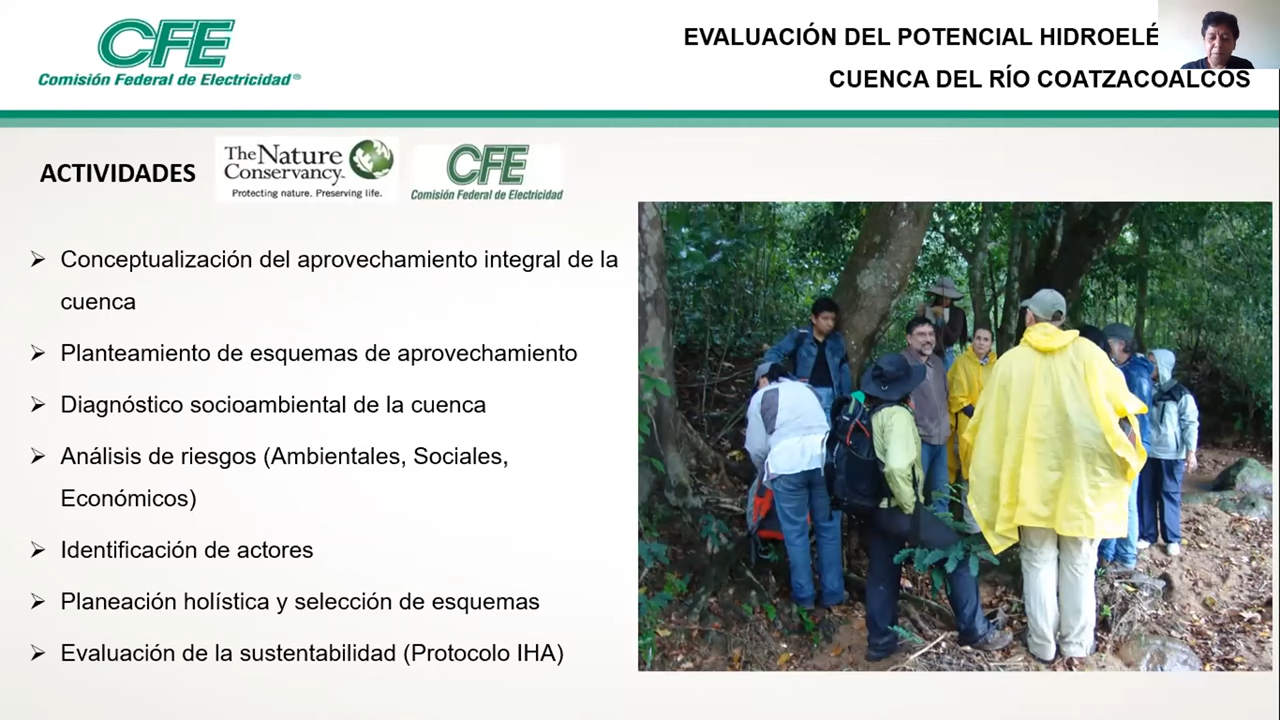 CFE
Comisión Federal de Electricidad®
EVALUACIÓN DEL POTENCIAL
CUENCA DEL RÍO COATZACOALCOS
ACTIVIDADES
The Nature
Conservancy
Protecting nature. Preserving life.
CFE
Comisión Federal de Electricidad
Conceptualización del aprovechamiento integral de la
cuenca
Planteamiento de esquemas de aprovechamiento
Diagnóstico socioambiental de la cuenca
Análisis de riesgos (Ambientales, Sociales,
Económicos)
Identificación de actores
Planeación holística y selección de esquemas
Evaluación de la sustentabilidad (Protocolo IHA)